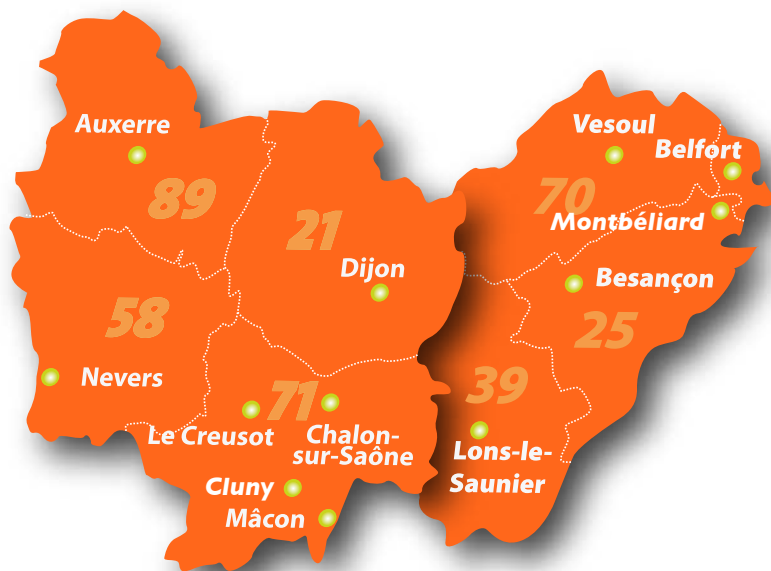 Auxerre
Vesoul
Belfort
89
70
21
Montbéliard
Dijon
Besançon
58
25
Nevers
71
39
Le Creusot
Chalon-
sur-Saône
Lons-le-
Saunier
Cluny
Mâcon